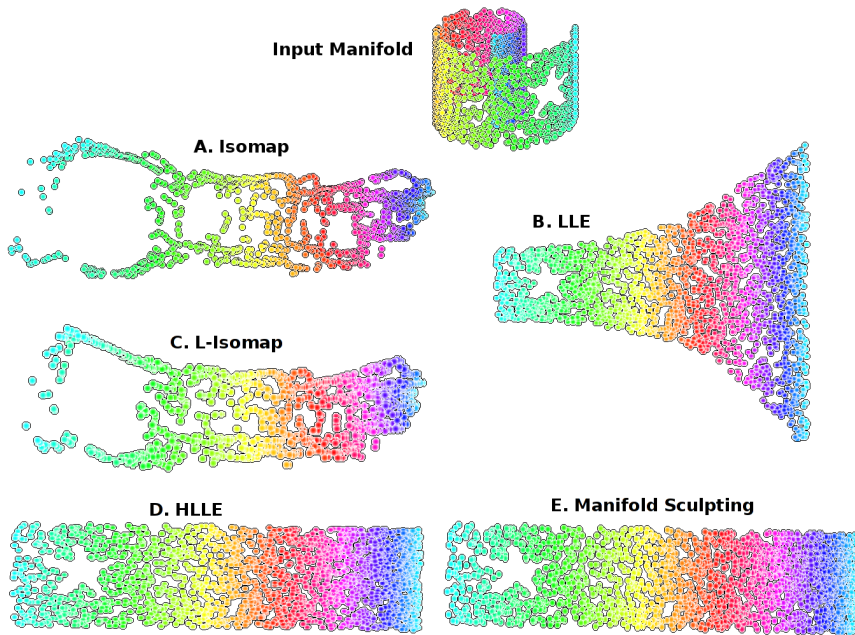 Input Manifold
A. Isomap
B. LLE
C. L-Isomap
D. HLLE
E. Manifold Sculpting